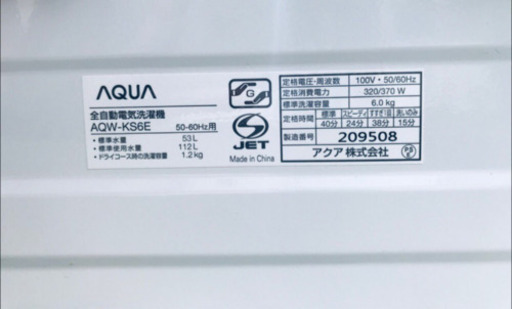 AQUA
全自動電気洗濯機
AQW-KS6E 50-60Hz用
・標準水量 53L
・標準使用水量 112L
・ドライコース時の洗濯容量 1.2kg
G
JET
Made in China
定格電圧・周波数 100V・50/60Hz
定格消費電力 320/370 W
標準洗濯容量 6.0kg
定格時間 標準 スピーディ すすぎ1回 洗いのみ
40分 24分 38分 15分
製造番号 209508
アクア株式会社